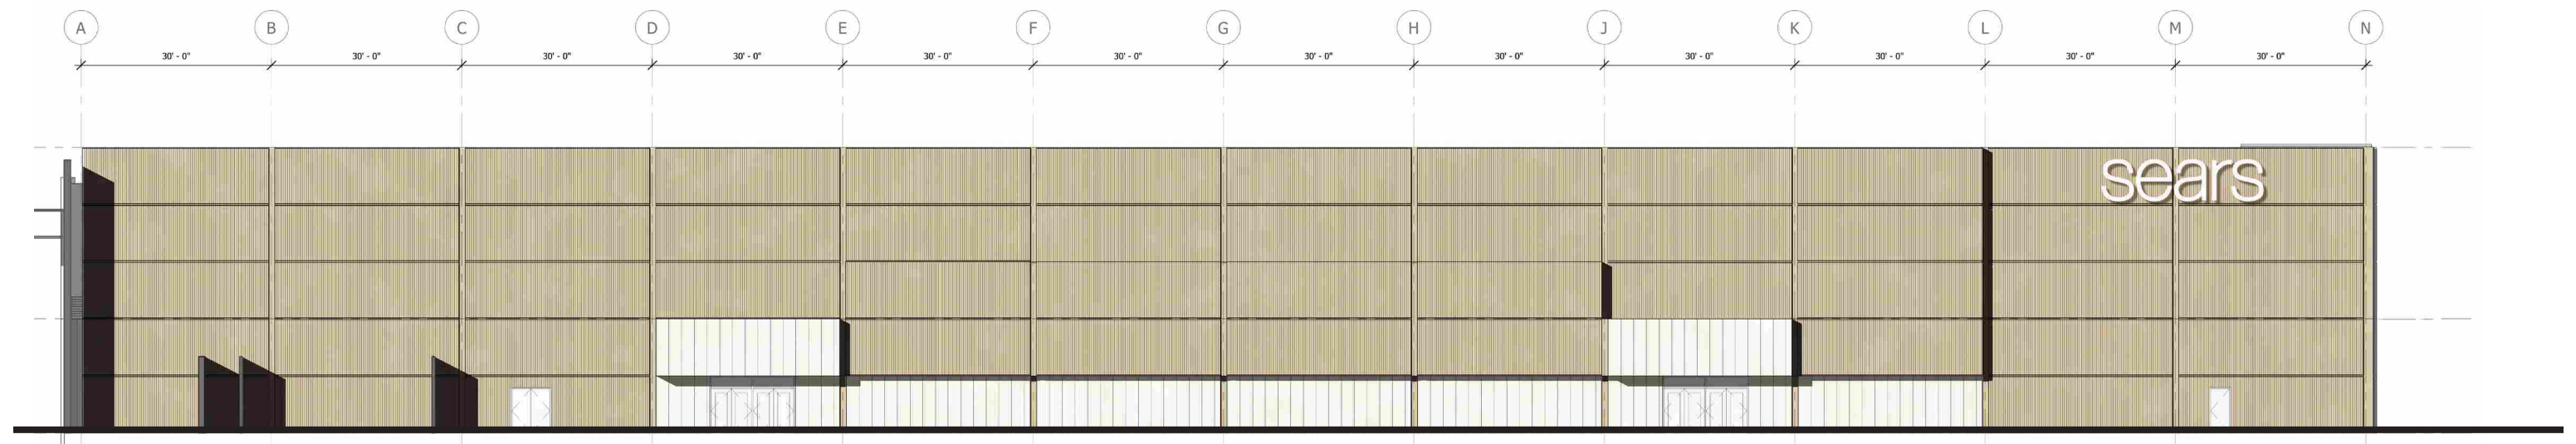 A B C D E F G H J K L M N
30' - 0" 30' - 0" 30' - 0" 30' - 0" 30' - 0" 30' - 0" 30' - 0" 30' - 0" 30' - 0" 30' - 0" 30' - 0" 30' - 0"
sears